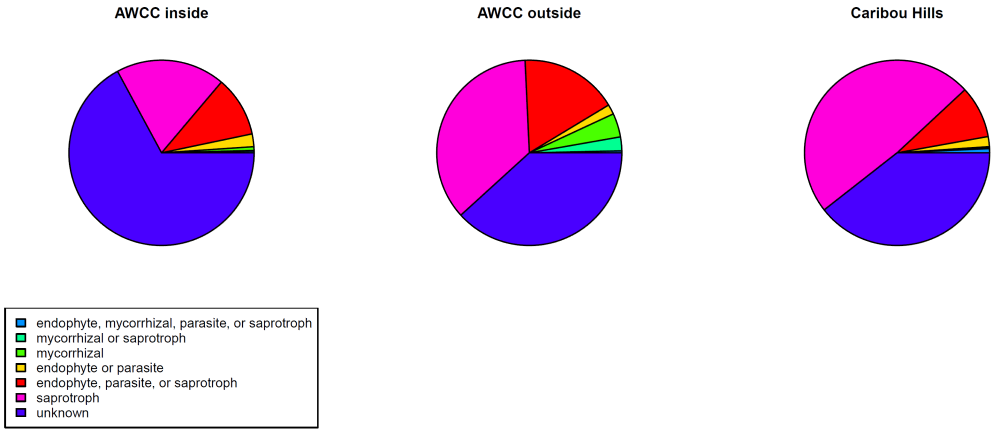 AWCC inside
AWCC outside
Caribou Hills
endophyte, mycorrhizal, parasite, or saprotroph
mycorrhizal or saprotroph
mycorrhizal
endophyte or parasite
endophyte, parasite, or saprotroph
saprotroph
unknown